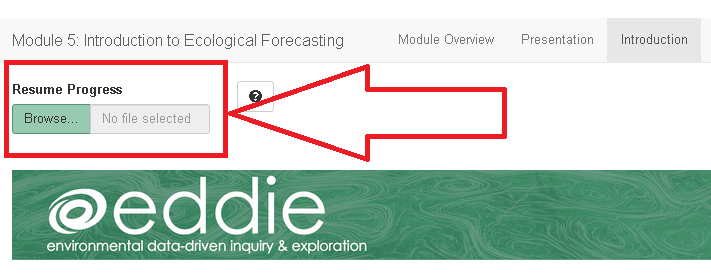 Module 5: Introduction to Ecological Forecasting Module Overview Presentation Introduction
Resume Progress
Browse... No file selected
?
eddie
environmental data-driven inquiry & exploration